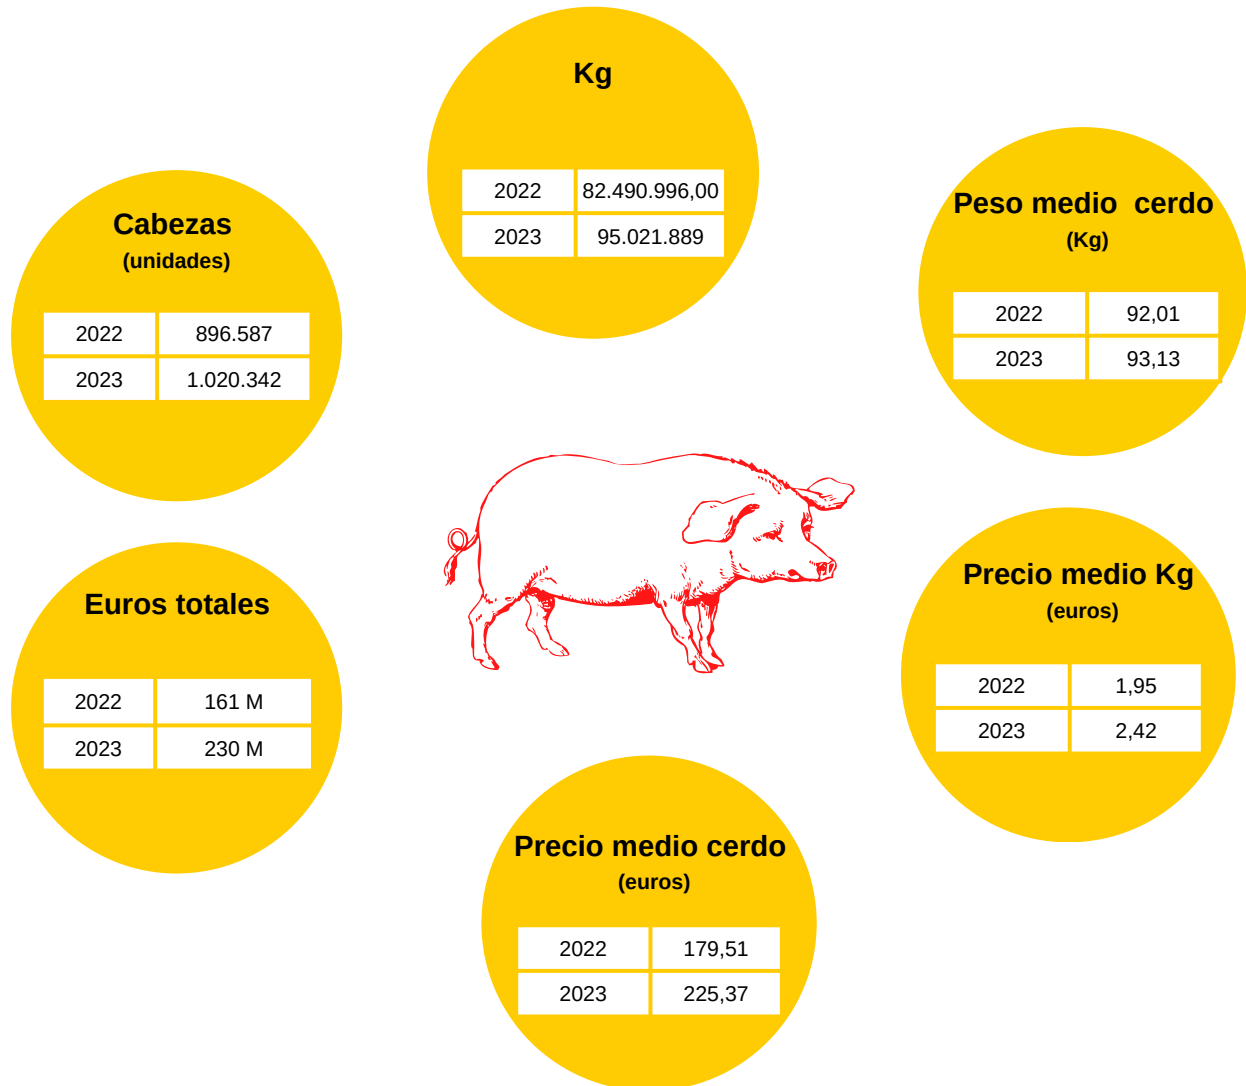 Kg
2022 82.490.996,00
2023 95.021.889
Cabezas
(unidades)
2022 896.587
2023 1.020.342
Peso medio cerdo
(Kg)
2022 92,01
2023 93,13
Euros totales
2022 161 M
2023 230 M
Precio medio Kg
(euros)
2022 1,95
2023 2,42
Precio medio cerdo
(euros)
2022 179,51
2023 225,37